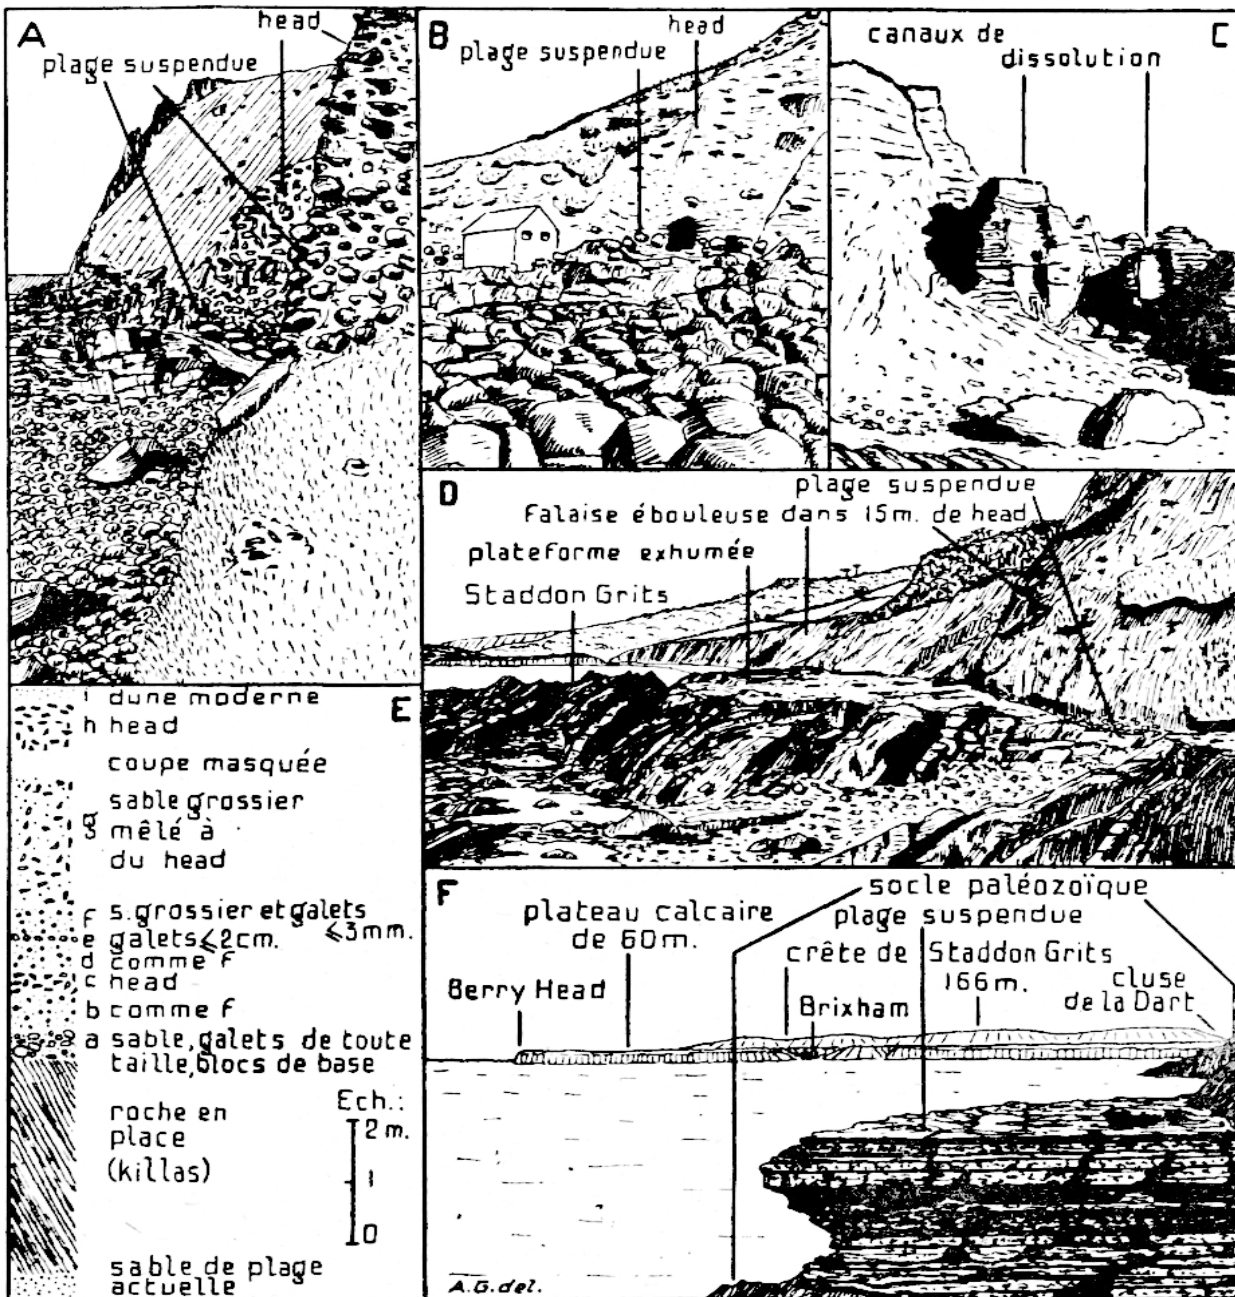 A
head
plage suspendue
B
head
plage suspendue
C
canaux de
dissolution
D
plage suspendue
falaise ébouleuse dans 15m. de head
plateforme exhumée
Staddon Grits
E
i dune moderne
h head
coupe masquée
sable grossier
g mêlé à
du head
f s.grossier et galets
⩽3mm.
e galets⩽2cm.
d comme f
c head
b comme f
a sable, galets de toute
taille, blocs de base
roche en
place
(killas)
Ech.:
2 m.
1
0
sable de plage
actuelle
F
socle paléozoïque
plateau calcaire
de 60m.
plage suspendue
crête de Staddon Grits
166m.
Berry Head
Brixham
cluse
de la Dart
A.G.del.